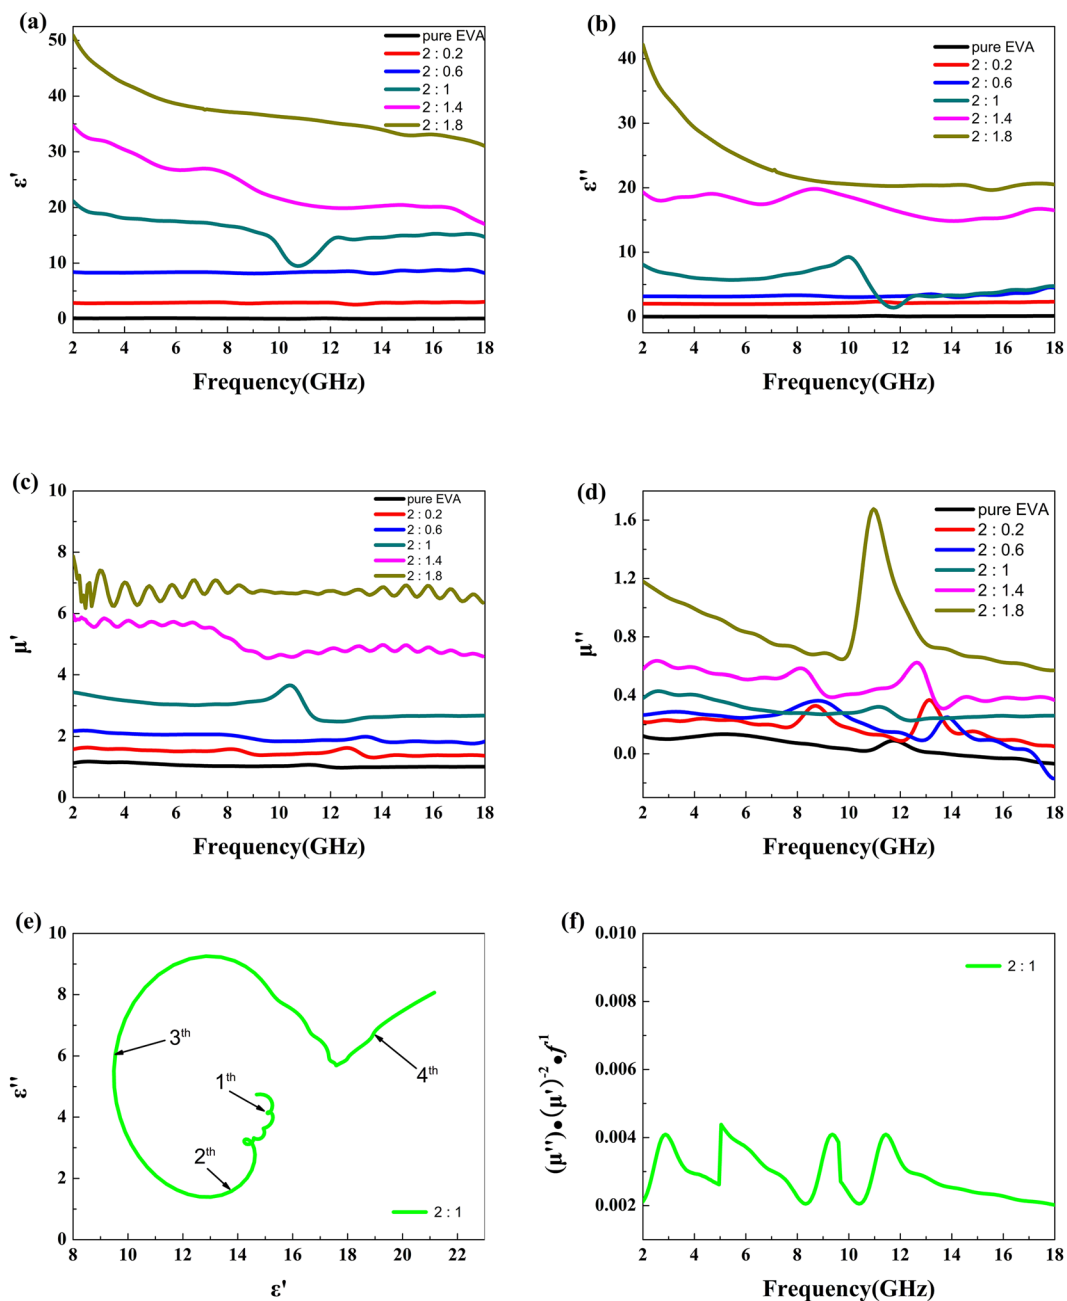 (a)
50
40
30
20
10
0
ε'
pure EVA
2 : 0.2
2 : 0.6
2 : 1
2 : 1.4
2 : 1.8
2 4 6 8 10 12 14 16 18
Frequency(GHz)
(b)
40
30
20
10
0
ε''
pure EVA
2 : 0.2
2 : 0.6
2 : 1
2 : 1.4
2 : 1.8
2 4 6 8 10 12 14 16 18
Frequency(GHz)
(c)
10
8
6
4
2
0
μ'
pure EVA
2 : 0.2
2 : 0.6
2 : 1
2 : 1.4
2 : 1.8
2 4 6 8 10 12 14 16 18
Frequency(GHz)
(d)
1.6
1.2
0.8
0.4
0.0
μ''
pure EVA
2 : 0.2
2 : 0.6
2 : 1
2 : 1.4
2 : 1.8
2 4 6 8 10 12 14 16 18
Frequency(GHz)
(e)
10
8
6
4
2
0
ε''
3th
1th
4th
2th
2 : 1
8 10 12 14 16 18 20 22
ε'
(f)
0.010
0.008
0.006
0.004
0.002
(μ'')•(μ')-2•f1
2 : 1
2 4 6 8 10 12 14 16 18
Frequency(GHz)